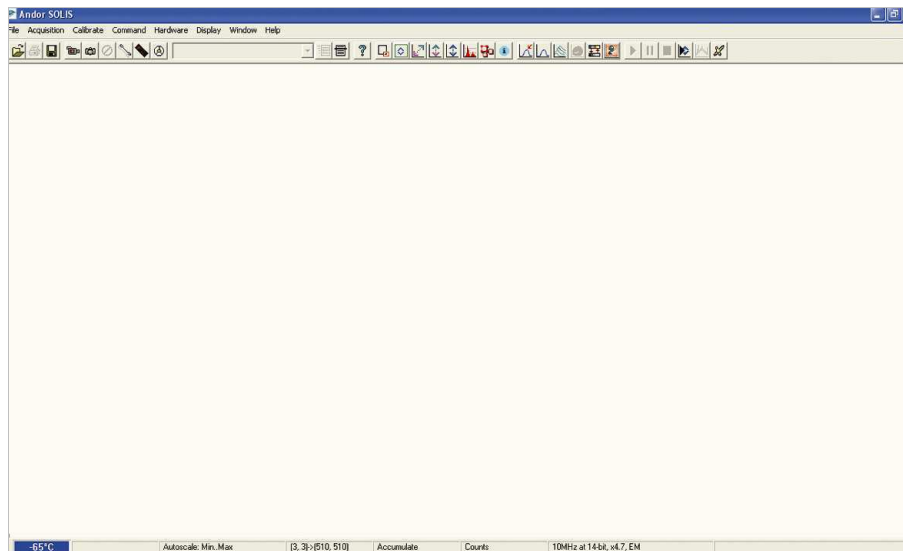 Andor SOLIS
File Acquisition Calibrate Command Hardware Display Window Help
-65°C Autoscale: Min..Max (3, 3)->(510, 510) Accumulate Counts 10MHz at 14-bit, x4.7, EM